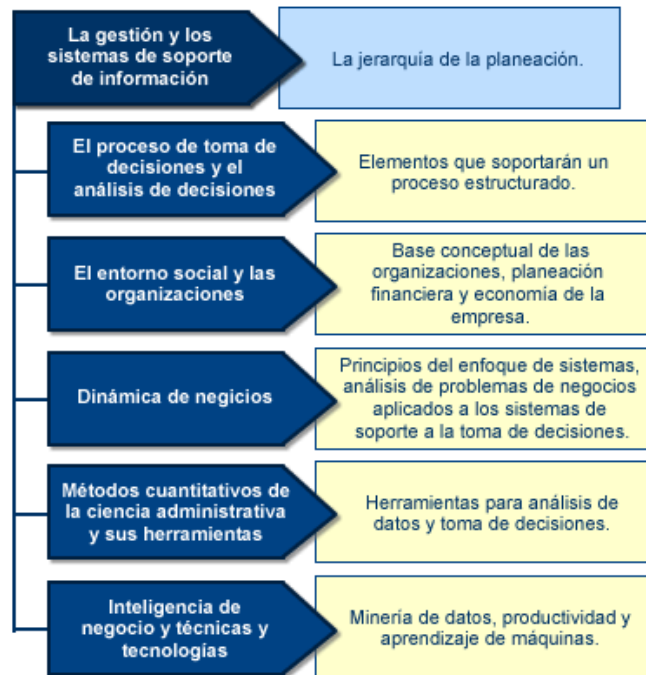 La gestión y los
sistemas de soporte
de información
La jerarquía de la planeación.
El proceso de toma de
decisiones y el
análisis de decisiones
Elementos que soportarán un
proceso estructurado.
El entorno social y las
organizaciones
Base conceptual de las
organizaciones, planeación
financiera y economía de la
empresa.
Dinámica de negicios
Principios del enfoque de sistemas,
análisis de problemas de negocios
aplicados a los sistemas de
soporte a la toma de decisiones.
Métodos cuantitativos de
la ciencia administrativa
y sus herramientas
Herramientas para análisis de
datos y toma de decisiones.
Inteligencia de
negocio y técnicas y
tecnologías
Minería de datos, productividad y
aprendizaje de máquinas.